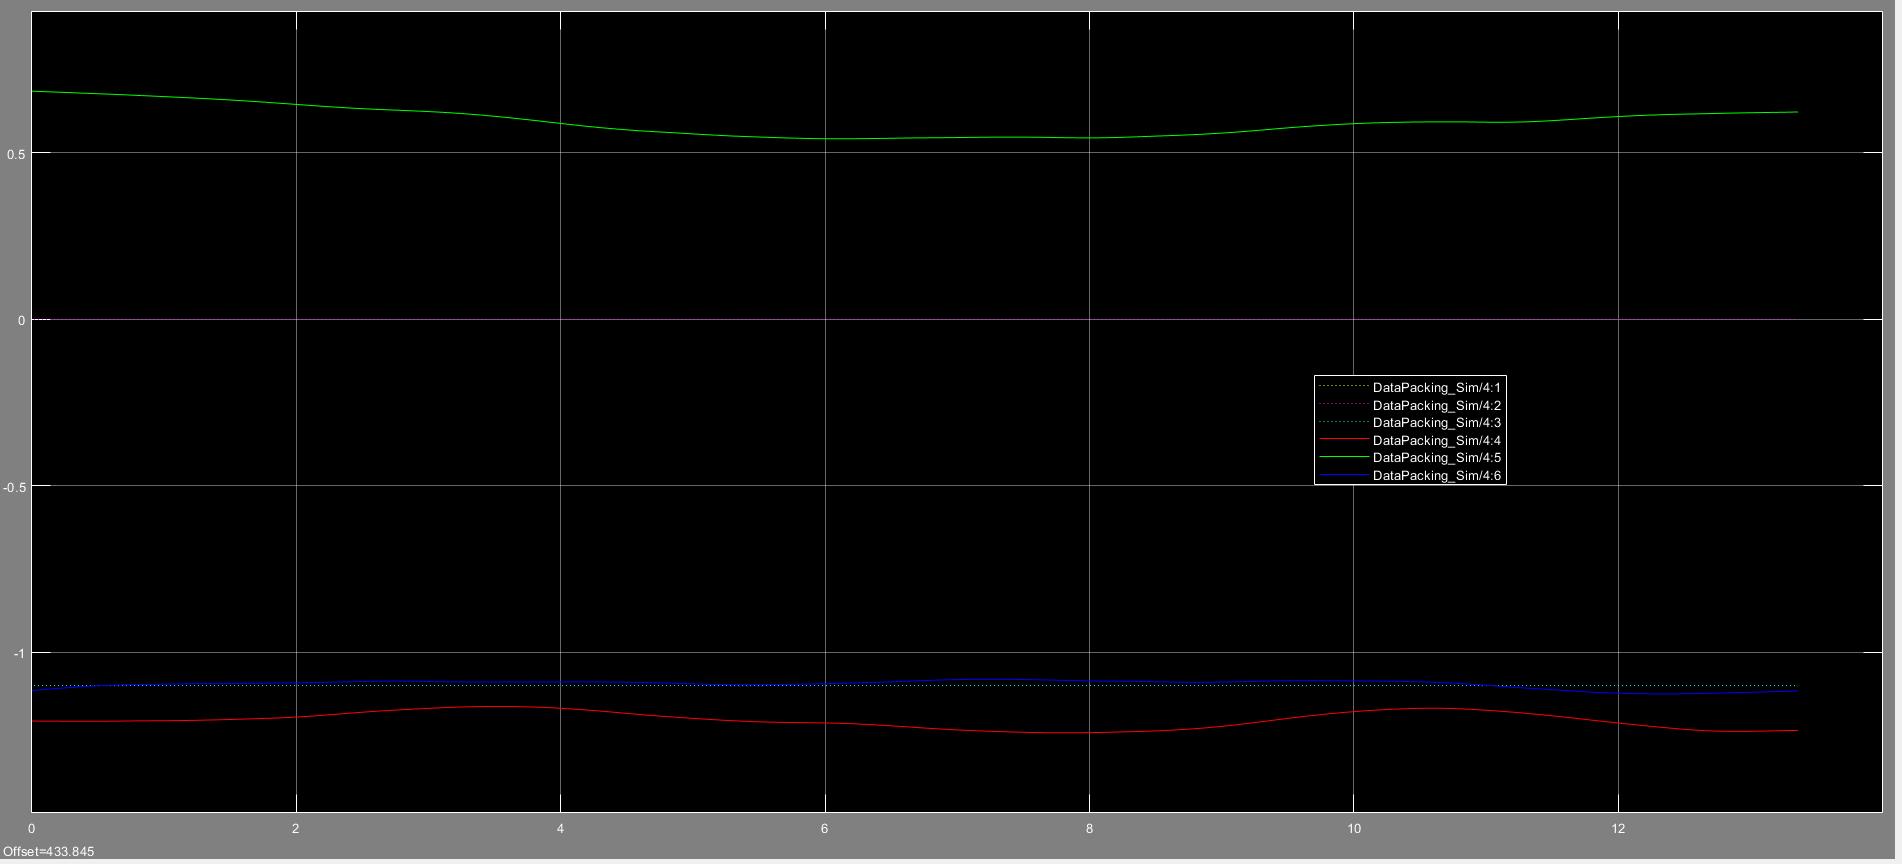 0.5
0
-0.5
-1
DataPacking_Sim/4:1
DataPacking_Sim/4:2
DataPacking_Sim/4:3
DataPacking_Sim/4:4
DataPacking_Sim/4:5
DataPacking_Sim/4:6
0 2 4 6 8 10 12
Offset=433.845